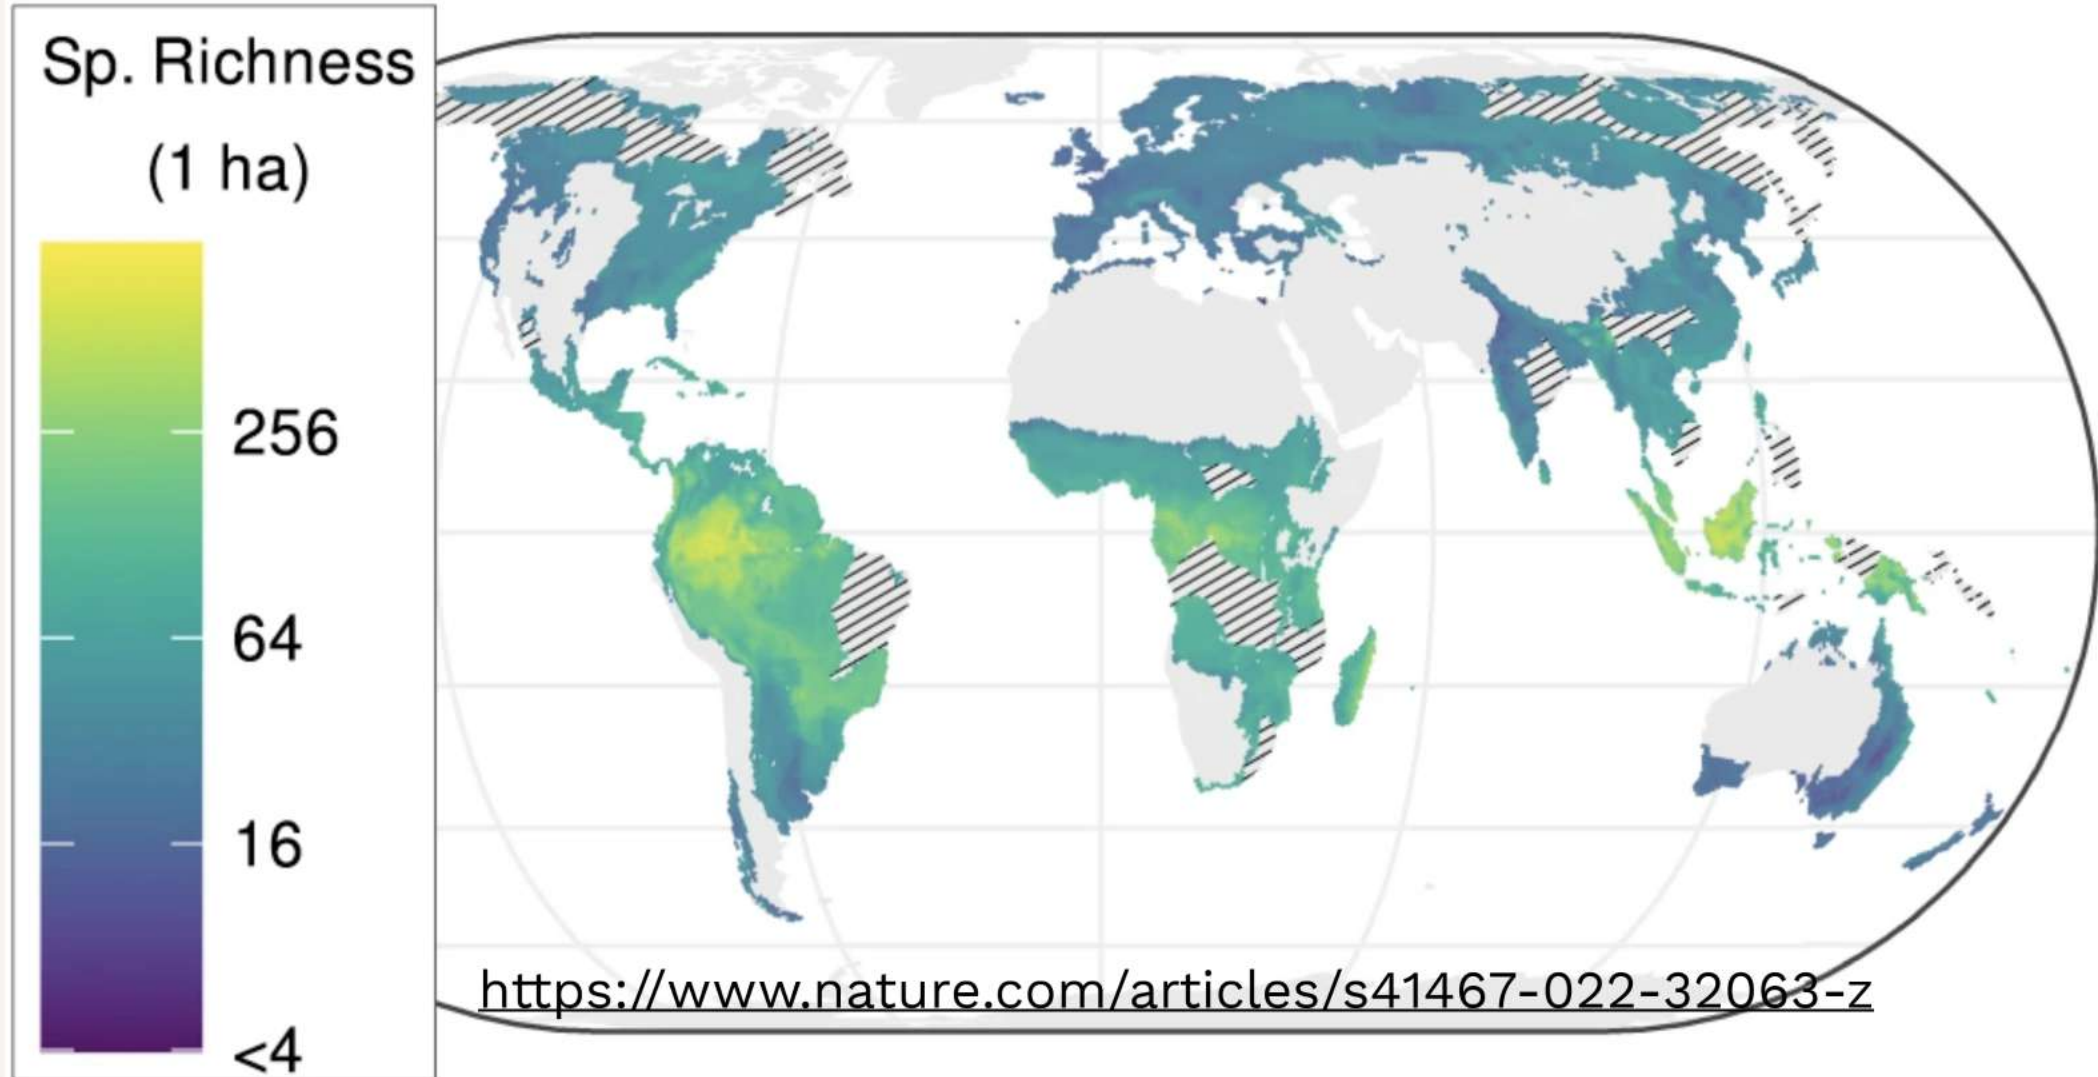 Sp. Richness
(1 ha)
256
64
16
<4
https://www.nature.com/articles/s41467-022-32063-z